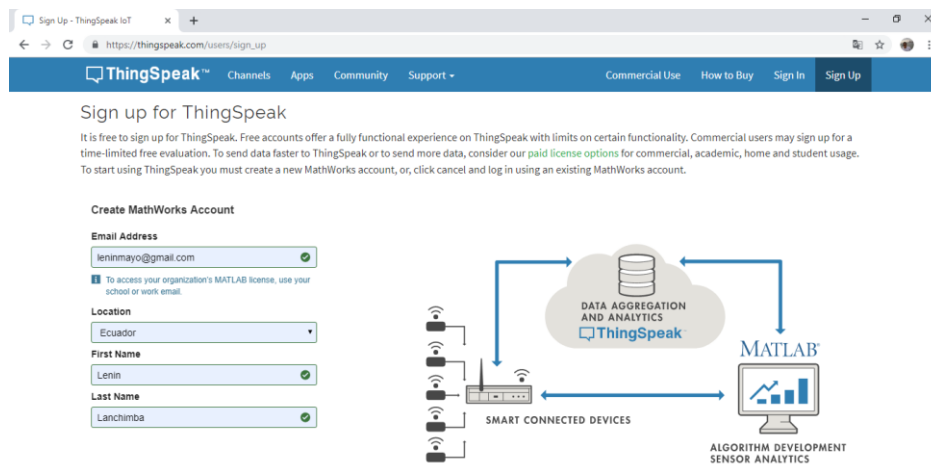 Sign Up - ThingSpeak IoT
https://thingspeak.com/users/sign_up
ThingSpeak™ Channels Apps Community Support Commercial Use How to Buy Sign In Sign Up
Sign up for ThingSpeak
It is free to sign up for ThingSpeak. Free accounts offer a fully functional experience on ThingSpeak with limits on certain functionality. Commercial users may sign up for a
time-limited free evaluation. To send data faster to ThingSpeak or to send more data, consider our paid license options for commercial, academic, home and student usage.
To start using ThingSpeak you must create a new MathWorks account, or, click cancel and log in using an existing MathWorks account.
Create MathWorks Account
Email Address
leninmayo@gmail.com
To access your organization's MATLAB license, use your
school or work email.
Location
Ecuador
First Name
Lenin
Last Name
Lanchimba
DATA AGGREGATION
AND ANALYTICS
ThingSpeak
MATLAB
SMART CONNECTED DEVICES
ALGORITHM DEVELOPMENT
SENSOR ANALYTICS